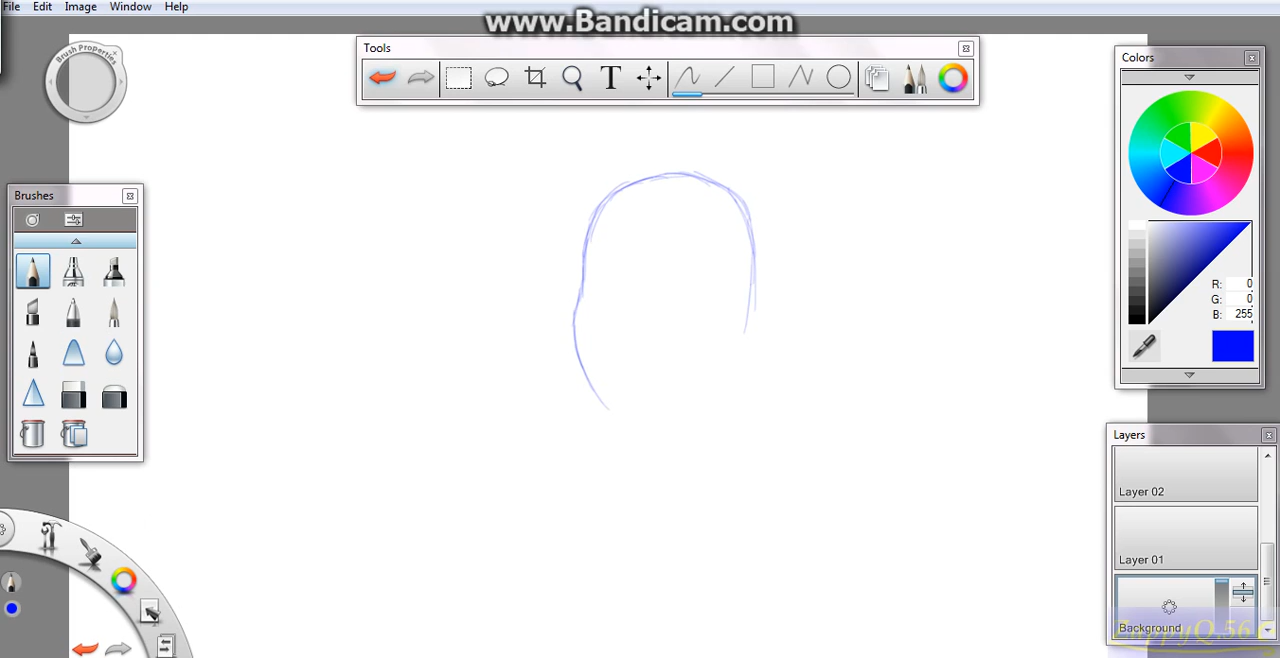 File Edit Image Window Help
www.Bandicam.com
Brush Properties
Tools
T
Colors
Brushes
R: 0
G: 0
B: 255
Layers
Layer 02
Layer 01
Background